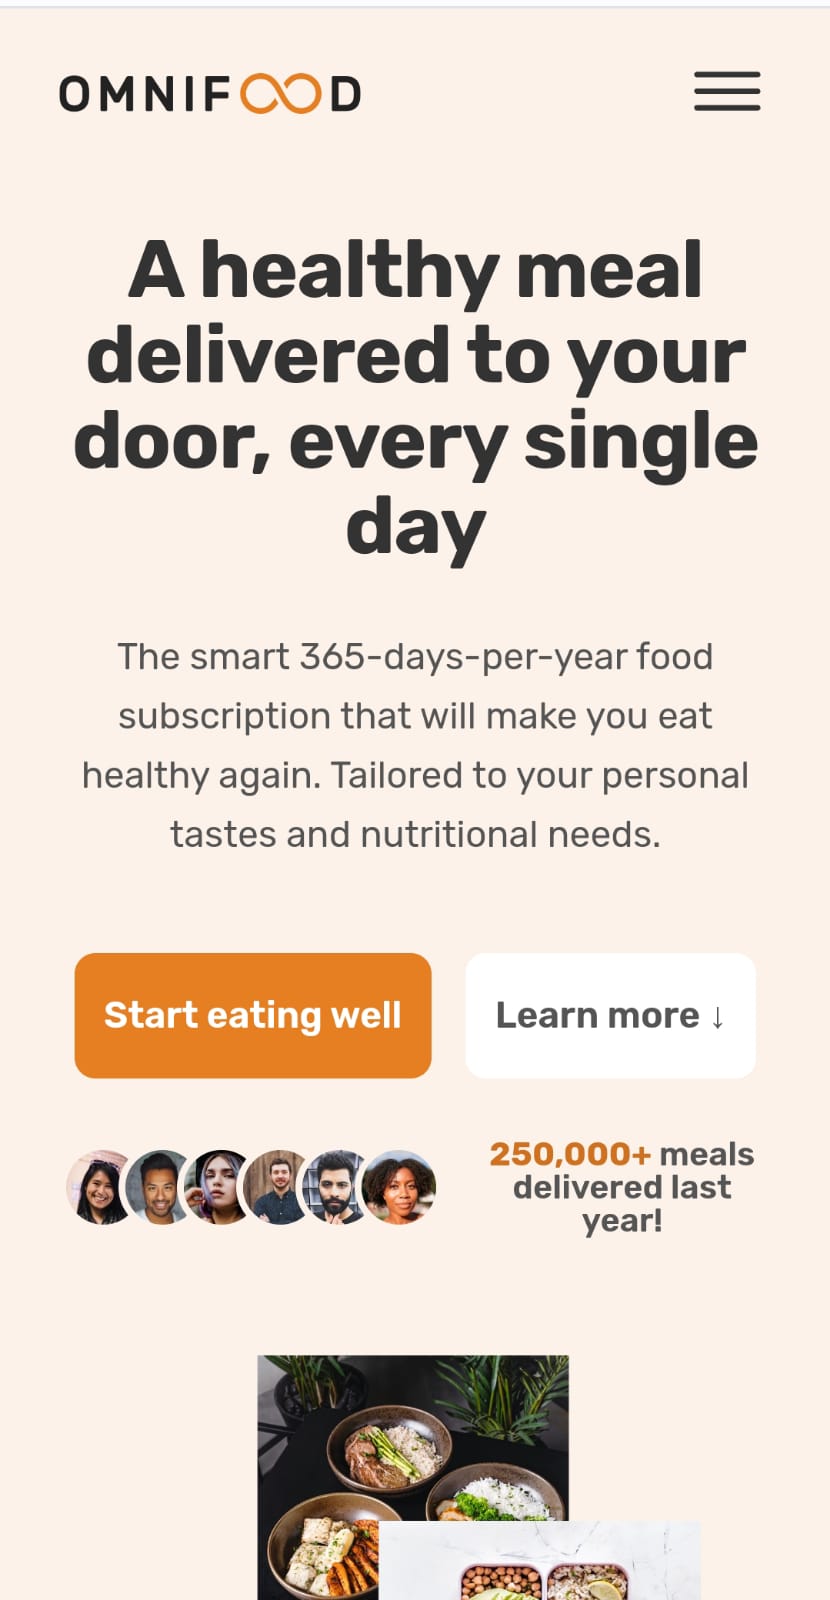 OMNIFOOD
A healthy meal
delivered to your
door, every single
day
The smart 365-days-per-year food
subscription that will make you eat
healthy again. Tailored to your personal
tastes and nutritional needs.
Start eating well
Learn more ↓
250,000+ meals
delivered last
year!